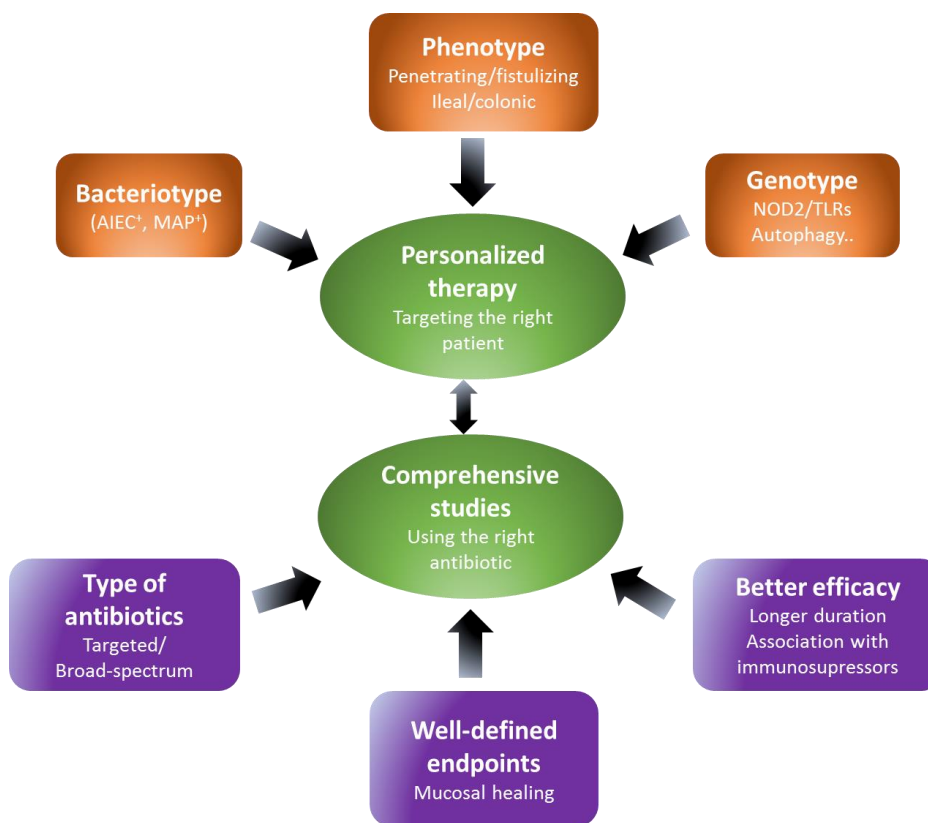 Phenotype
Penetrating/fistulizing
Ileal/colonic
Bacteriotype
(AIEC⁺, MAP⁺)
Genotype
NOD2/TLRs
Autophagy..
Personalized
therapy
Targeting the right
patient
Comprehensive
studies
Using the right
antibiotic
Type of
antibiotics
Targeted/
Broad-spectrum
Better efficacy
Longer duration
Association with
immunosupressors
Well-defined
endpoints
Mucosal healing